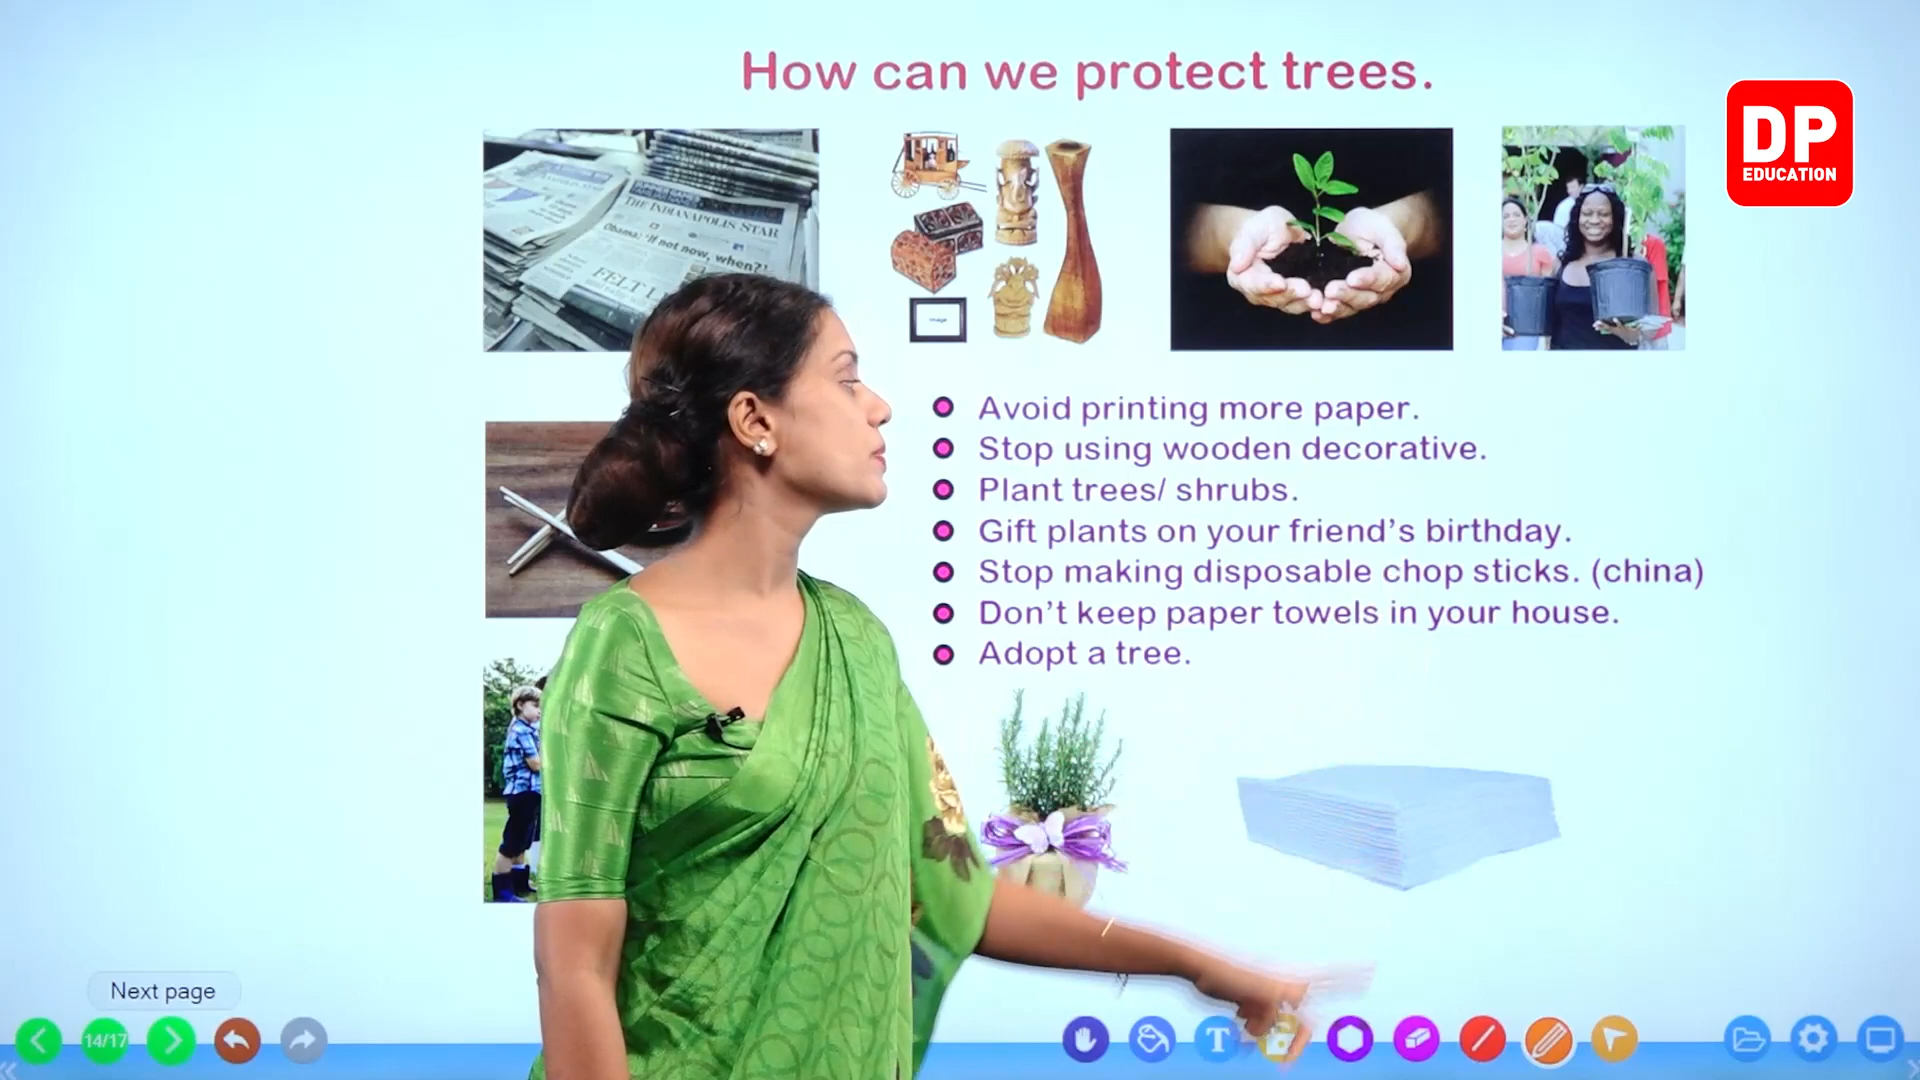 How can we protect trees.
DP
EDUCATION
THE INDIANAPOLIS STAR
Obama: 'If not now, when?'
FELT
image
Avoid printing more paper.
Stop using wooden decorative.
Plant trees/ shrubs.
Gift plants on your friend's birthday.
Stop making disposable chop sticks. (china)
Don't keep paper towels in your house.
Adopt a tree.
Next page
14/17
T